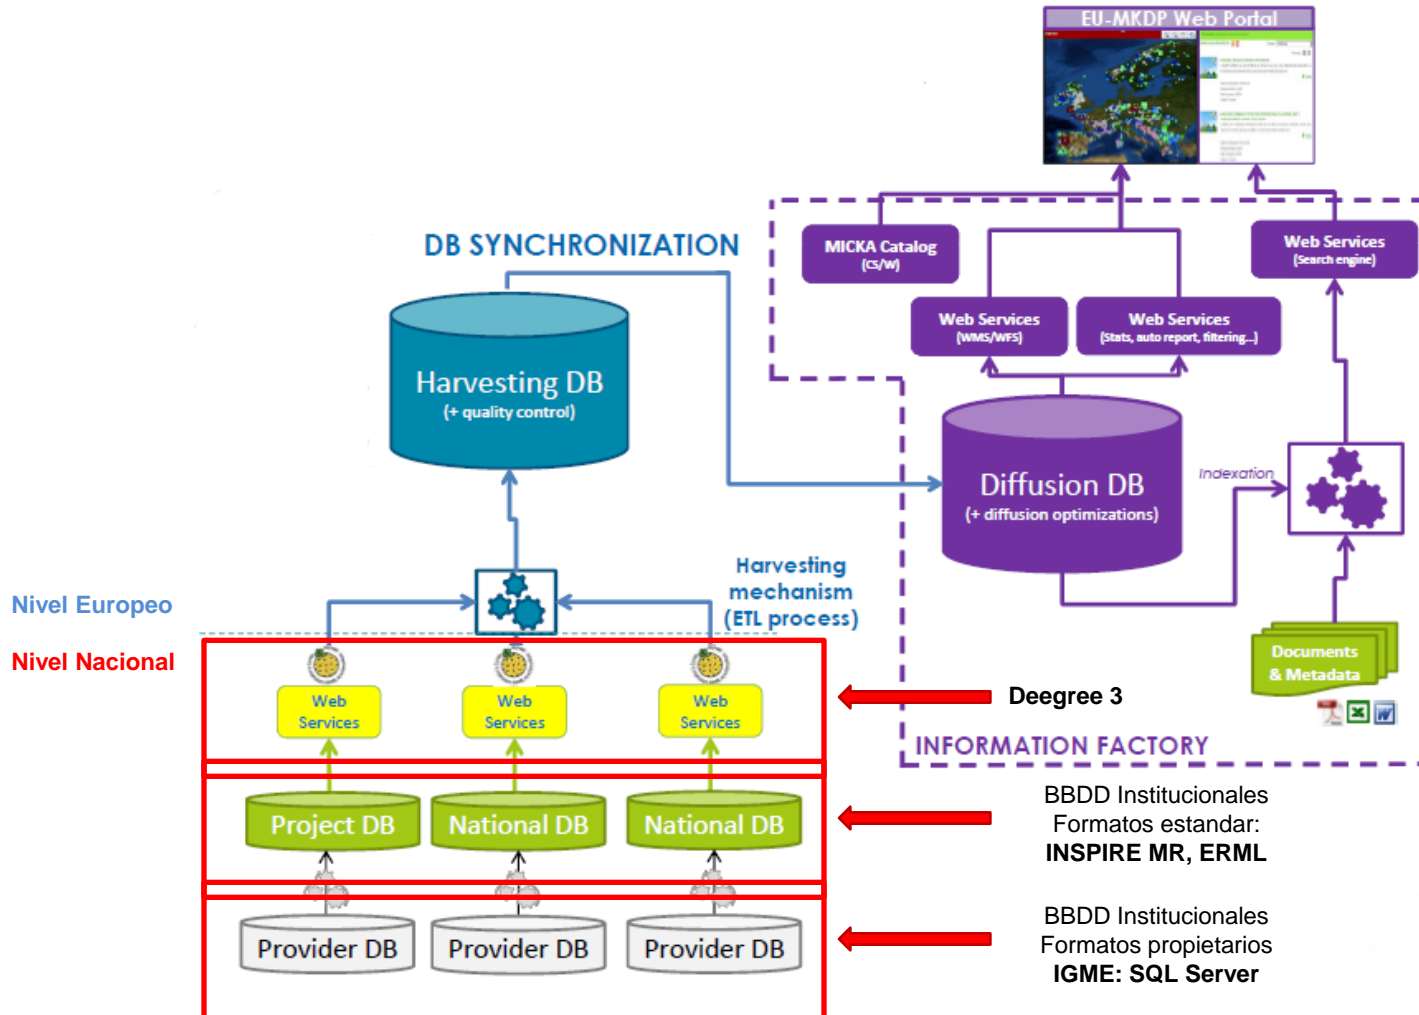 EU-MKDP Web Portal
DB SYNCHRONIZATION
MICKA Catalog
(CS/W)
Web Services
(Search engine)
Web Services
(WMS/WFS)
Web Services
(Stats, auto report, filtering...)
Harvesting DB
(+ quality control)
Diffusion DB
(+ diffusion optimizations)
Indexation
Harvesting
mechanism
(ETL process)
Nivel Europeo
Nivel Nacional
Documents
& Metadata
Web
Services
Web
Services
Web
Services
Deegree 3
INFORMATION FACTORY
Project DB
National DB
National DB
BBDD Institucionales
Formatos estandar:
INSPIRE MR, ERML
Provider DB
Provider DB
Provider DB
BBDD Institucionales
Formatos propietarios
IGME: SQL Server